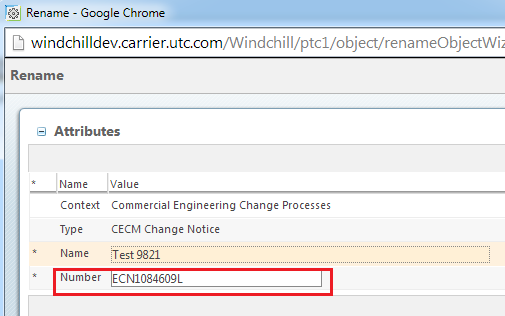 Rename - Google Chrome
windchilldev.carrier.utc.com/Windchill/ptc1/object/renameObjectWiz
Rename
Attributes
* Name Value
Context Commercial Engineering Change Processes
Type CECM Change Notice
* Name Test 9821
* Number ECN1084609L